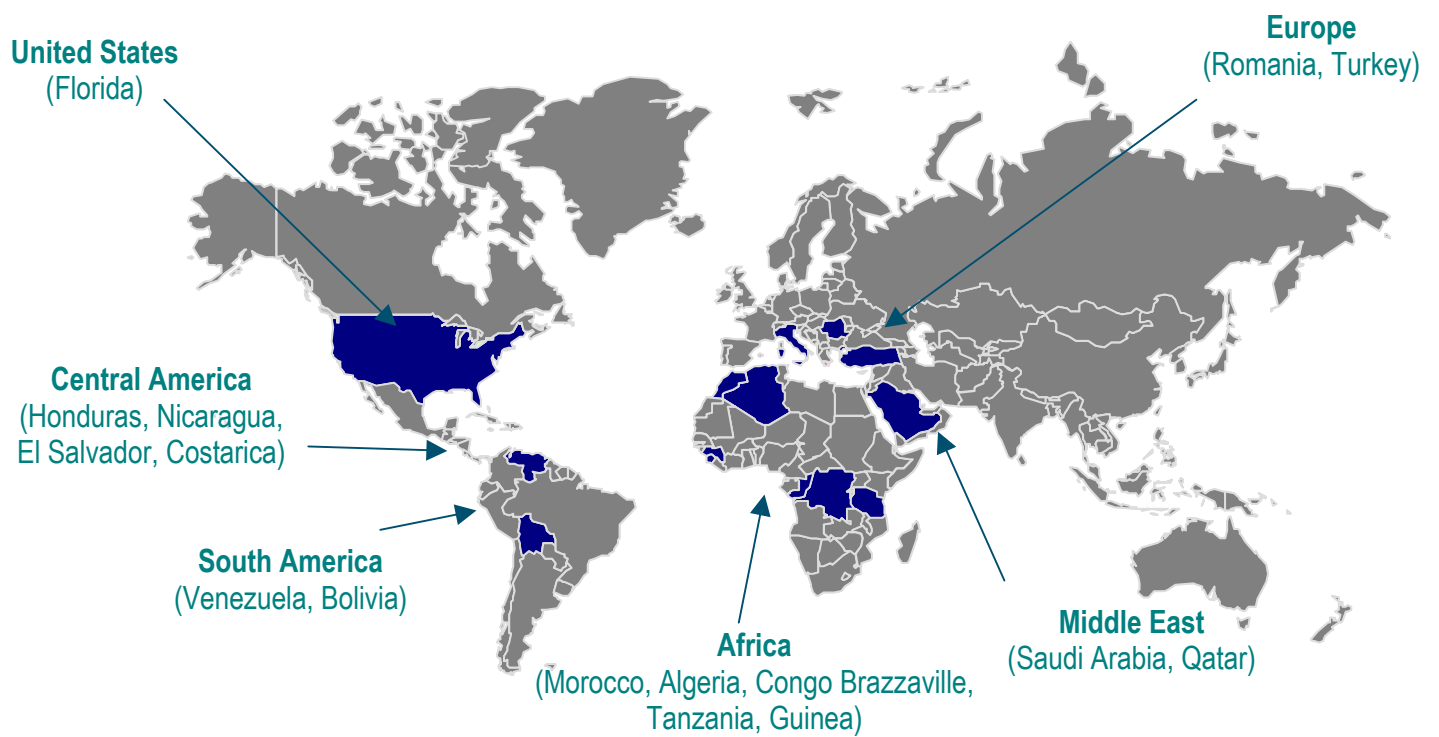 United States
(Florida)
Europe
(Romania, Turkey)
Central America
(Honduras, Nicaragua,
El Salvador, Costarica)
South America
(Venezuela, Bolivia)
Africa
(Morocco, Algeria, Congo Brazzaville,
Tanzania, Guinea)
Middle East
(Saudi Arabia, Qatar)